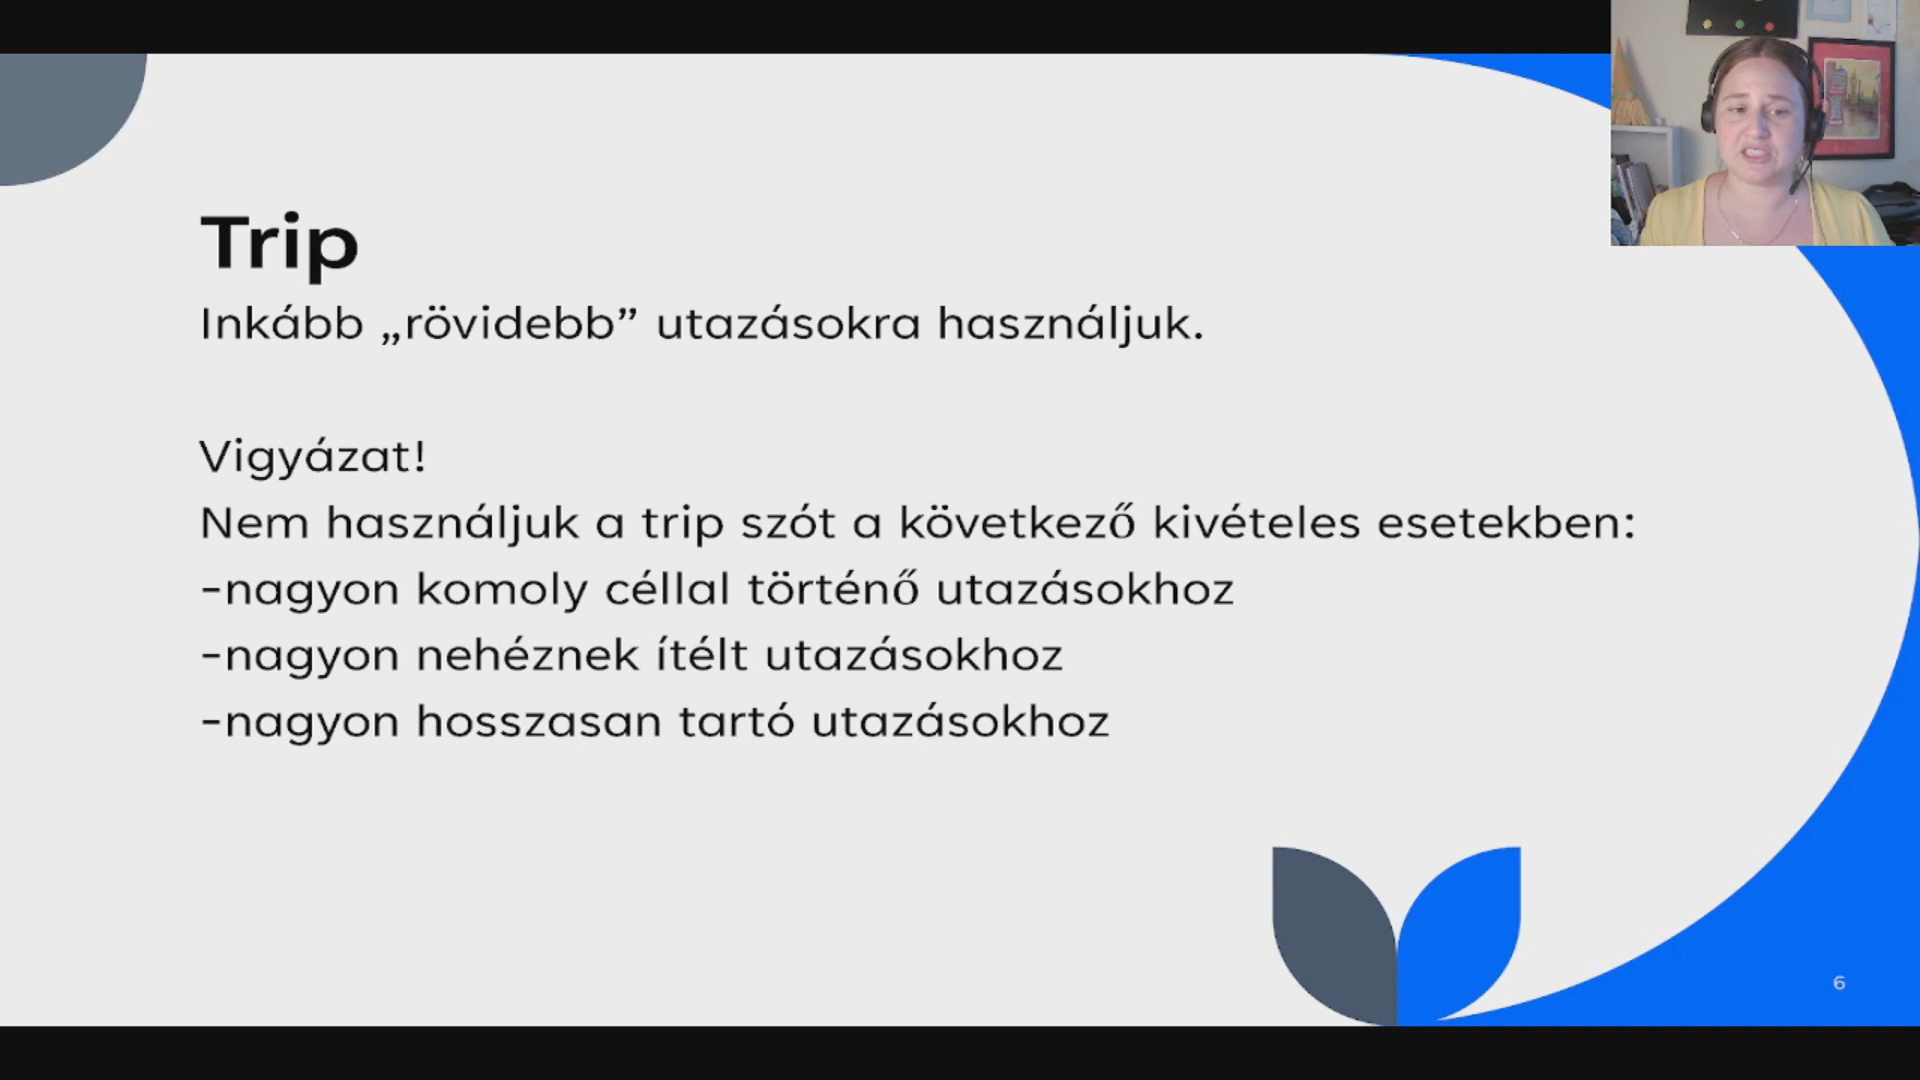 Trip
Inkább „rövidebb” utazásokra használjuk.
Vigyázat!
Nem használjuk a trip szót a következő kivételes esetekben:
-nagyon komoly céllal történő utazásokhoz
-nagyon nehéznek ítélt utazásokhoz
-nagyon hosszasan tartó utazásokhoz
6